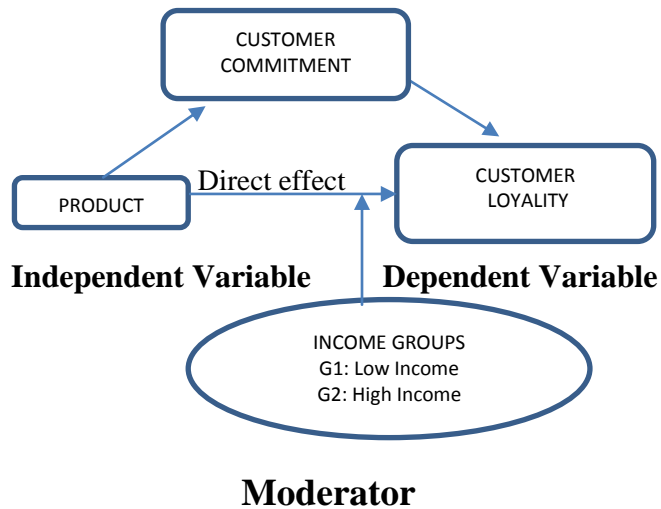 CUSTOMER
COMMITMENT
Direct effect
PRODUCT
CUSTOMER
LOYALITY
Independent Variable
Dependent Variable
INCOME GROUPS
G1: Low Income
G2: High Income
Moderator